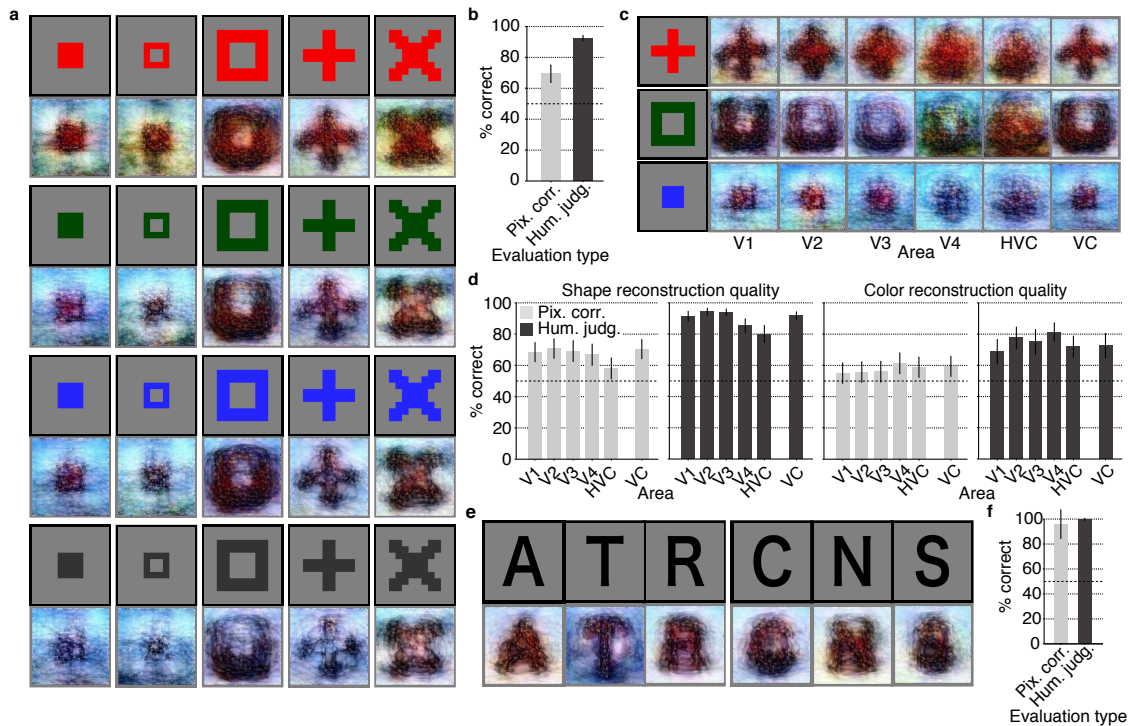 a
b
100
80
60
40
20
0
% correct
Pix. corr.
Hum. judg.
Evaluation type
c
V1 V2 V3 V4 HVC VC
Area
d
Shape reconstruction quality
Color reconstruction quality
Pix. corr.
Hum. judg.
100
80
60
40
20
0
% correct
V1 V2 V3 V4 HVC VC
V1 V2 V3 V4 HVC VC
V1 V2 V3 V4 HVC VC
V1 V2 V3 V4 HVC VC
Area
Area
e
A T R C N S
f
100
80
60
40
20
0
% correct
Pix. corr.
Hum. judg.
Evaluation type